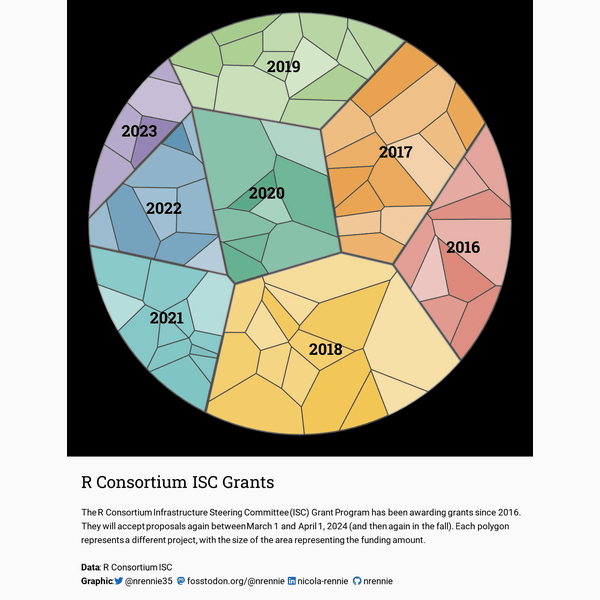 2019
2023
2017
2020
2022
2016
2021
2018
R Consortium ISC Grants
The R Consortium Infrastructure Steering Committee (ISC) Grant Program has been awarding grants since 2016.
They will accept proposals again between March 1 and April 1, 2024 (and then again in the fall). Each polygon
represents a different project, with the size of the area representing the funding amount.
Data: R Consortium ISC
Graphic: @nrennie35 fosstodon.org/@nrennie nicola-rennie nrennie